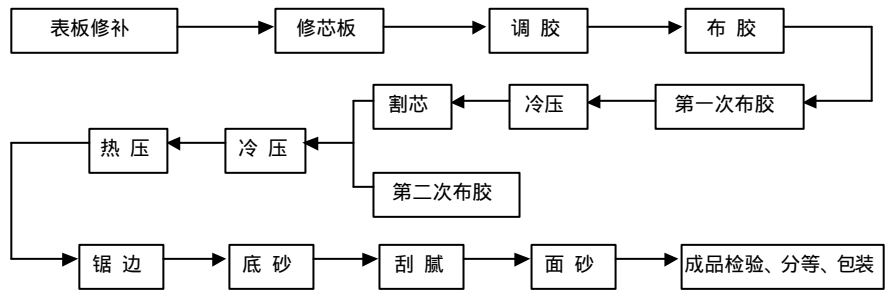 表板修补
修芯板
调 胶
布 胶
第一次布胶
冷压
割芯
第二次布胶
冷 压
热 压
锯 边
底 砂
刮 腻
面 砂
成品检验、分等、包装